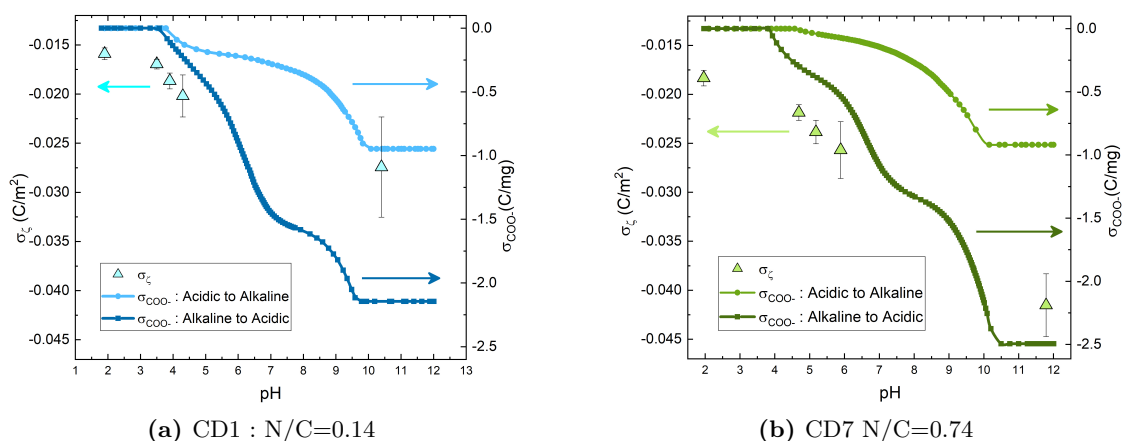 -0.015
-0.020
-0.025
-0.030
-0.035
-0.040
-0.045
σζ (C/m²)
0.0
-0.5
-1.0
-1.5
-2.0
-2.5
σCOO-(C/mg)
σζ
σCOO- : Acidic to Alkaline
σCOO- : Alkaline to Acidic
1 2 3 4 5 6 7 8 9 10 11 12 13
pH
(a) CD1 : N/C=0.14
-0.015
-0.020
-0.025
-0.030
-0.035
-0.040
-0.045
σζ (C/m²)
0.0
-0.5
-1.0
-1.5
-2.0
-2.5
σCOO-(C/mg)
σζ
σCOO- : Acidic to Alkaline
σCOO- : Alkaline to Acidic
2 3 4 5 6 7 8 9 10 11 12
pH
(b) CD7 N/C=0.74